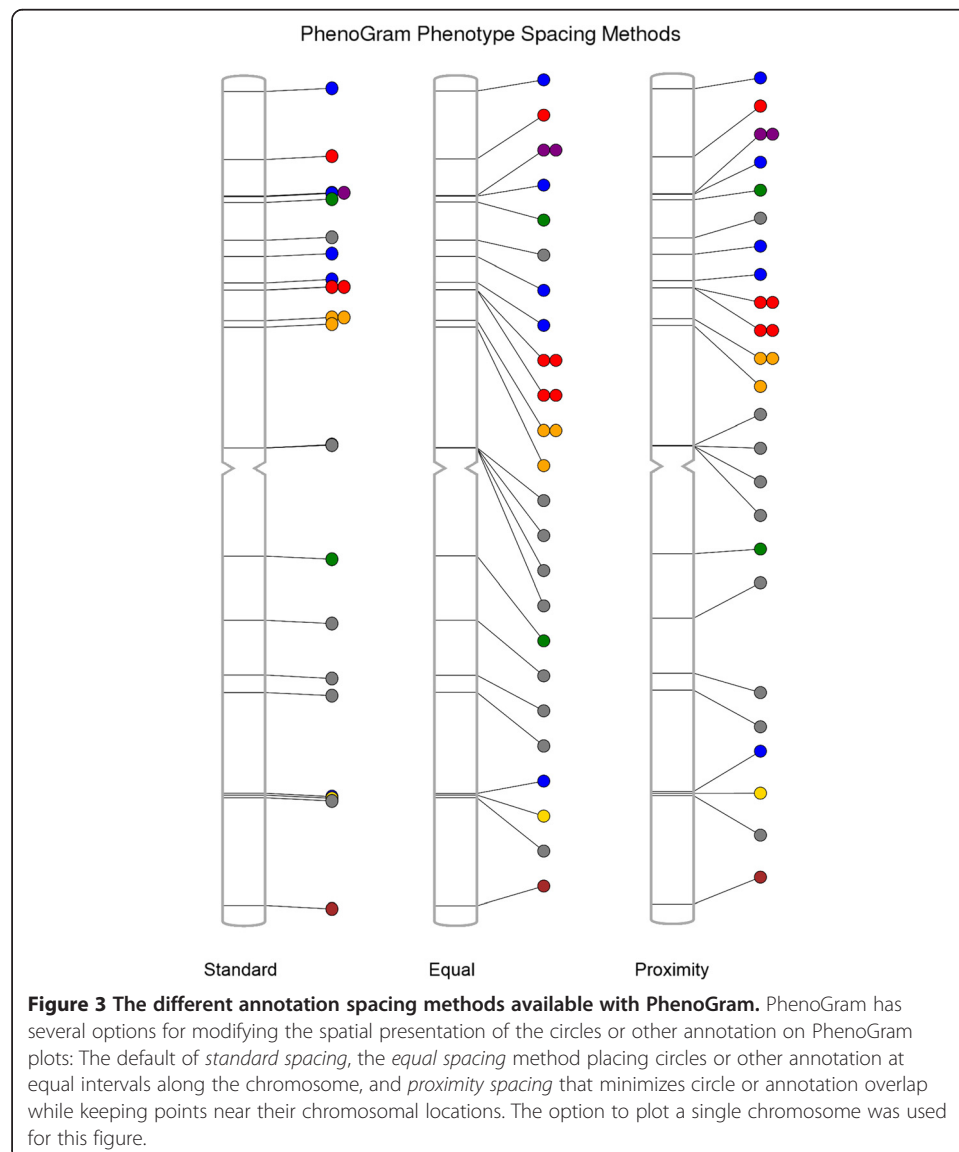 PhenoGram Phenotype Spacing Methods
Standard
Equal
Proximity
Figure 3 The different annotation spacing methods available with PhenoGram. PhenoGram has
several options for modifying the spatial presentation of the circles or other annotation on PhenoGram
plots: The default of standard spacing, the equal spacing method placing circles or other annotation at
equal intervals along the chromosome, and proximity spacing that minimizes circle or annotation overlap
while keeping points near their chromosomal locations. The option to plot a single chromosome was used
for this figure.